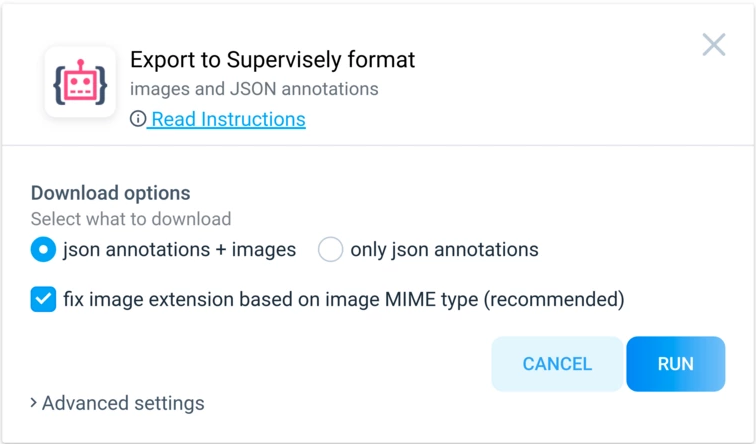 Export to Supervisely format
images and JSON annotations
Read Instructions
Download options
Select what to download
json annotations + images only json annotations
fix image extension based on image MIME type (recommended)
CANCEL RUN
Advanced settings